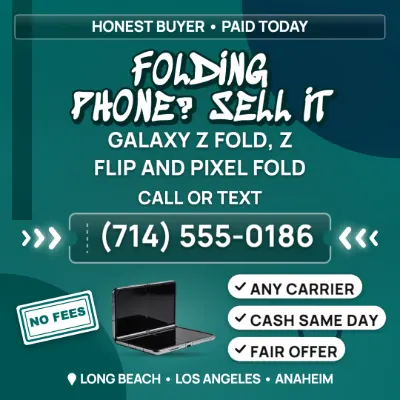 HONEST BUYER • PAID TODAY
FOLDING
PHONE? SELL IT
GALAXY Z FOLD, Z
FLIP AND PIXEL FOLD
CALL OR TEXT
(714) 555-0186
NO FEES
ANY CARRIER
CASH SAME DAY
FAIR OFFER
LONG BEACH • LOS ANGELES • ANAHEIM